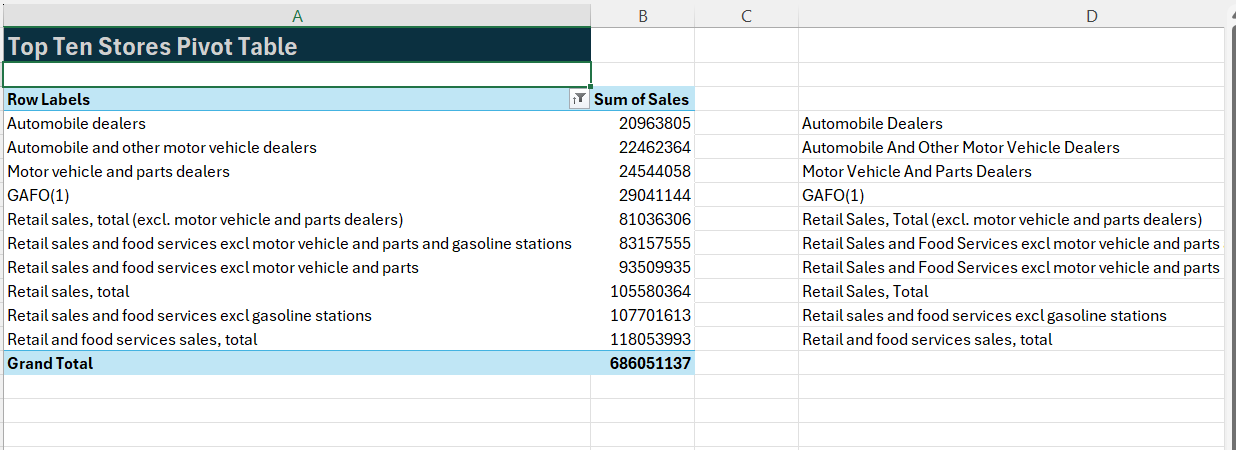 A B C D
Top Ten Stores Pivot Table
Row Labels Sum of Sales
Automobile dealers 20963805 Automobile Dealers
Automobile and other motor vehicle dealers 22462364 Automobile And Other Motor Vehicle Dealers
Motor vehicle and parts dealers 24544058 Motor Vehicle And Parts Dealers
GAFO(1) 29041144 GAFO(1)
Retail sales, total (excl. motor vehicle and parts dealers) 81036306 Retail Sales, Total (excl. motor vehicle and parts dealers)
Retail sales and food services excl motor vehicle and parts and gasoline stations 83157555 Retail Sales and Food Services excl motor vehicle and parts
Retail sales and food services excl motor vehicle and parts 93509935 Retail Sales and Food Services excl motor vehicle and parts
Retail sales, total 105580364 Retail Sales, Total
Retail sales and food services excl gasoline stations 107701613 Retail sales and food services excl gasoline stations
Retail and food services sales, total 118053993 Retail and food services sales, total
Grand Total 686051137